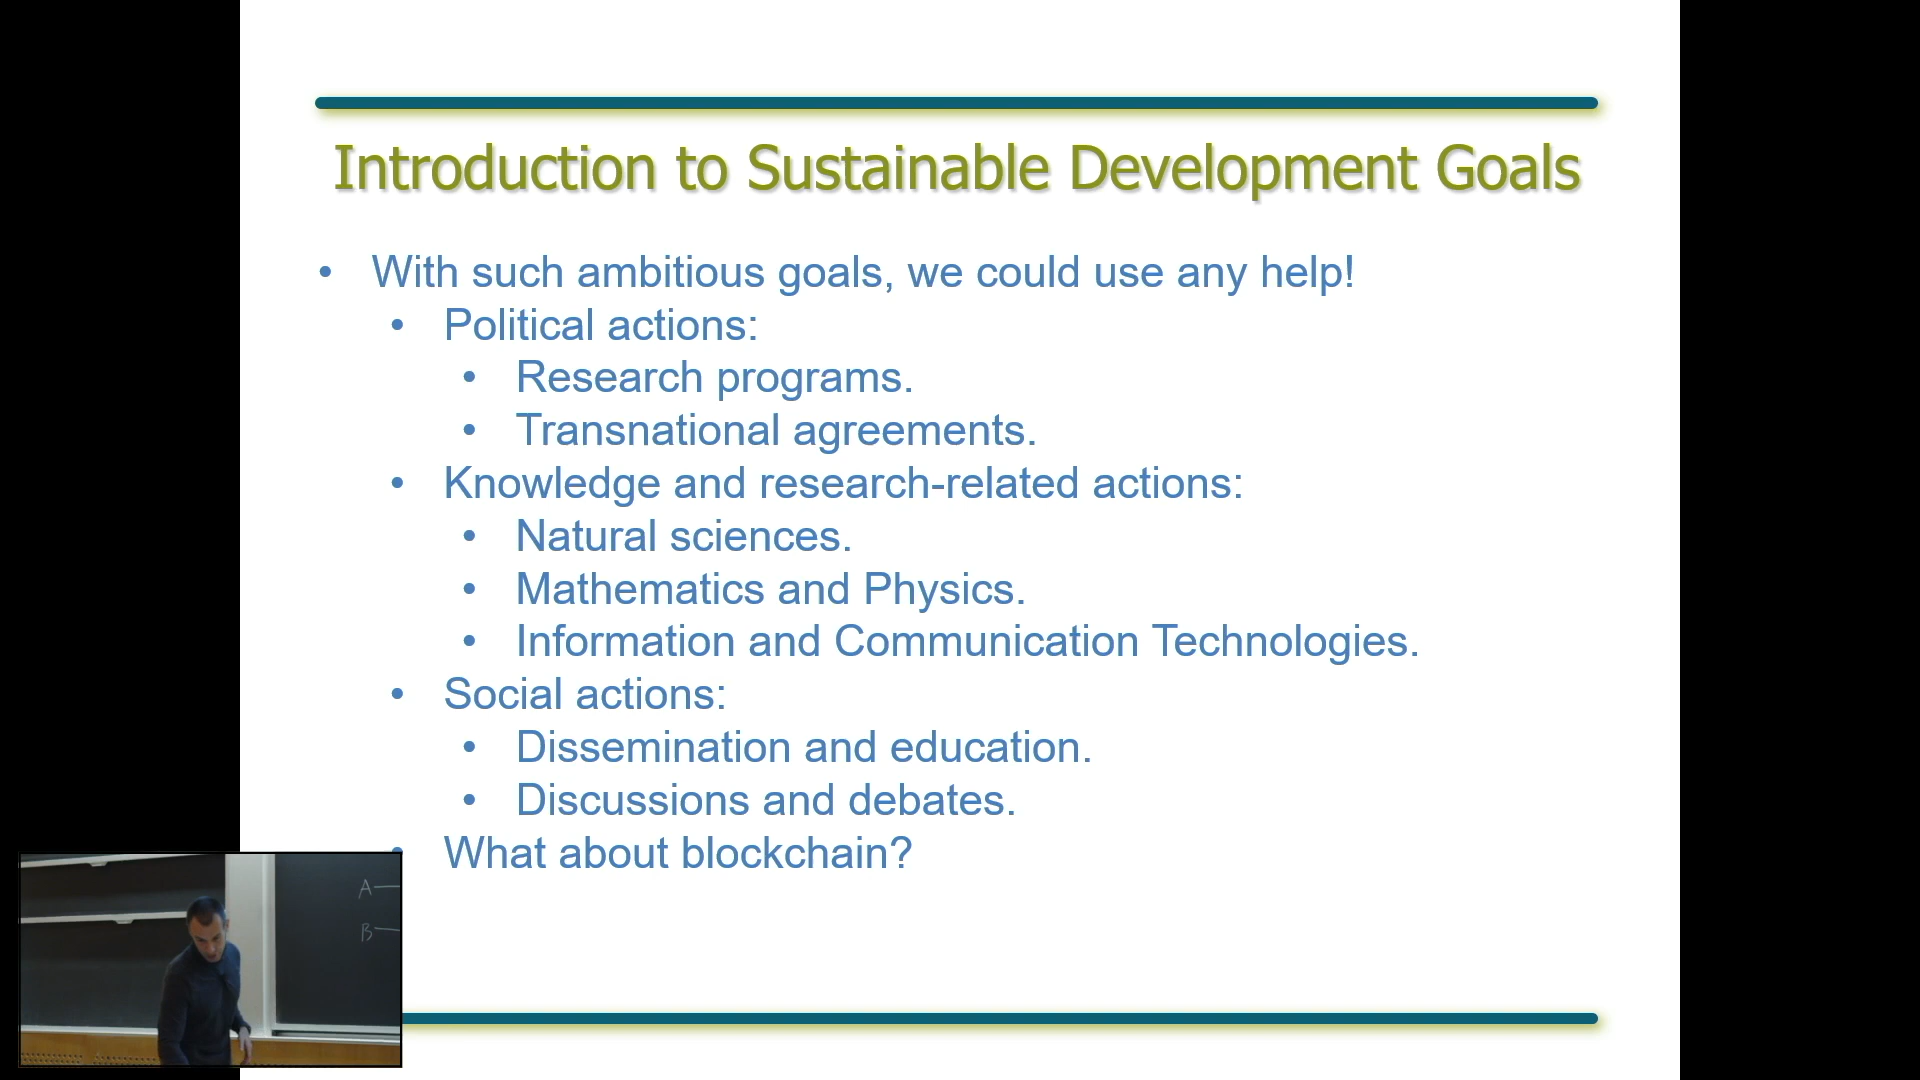 Introduction to Sustainable Development Goals
• With such ambitious goals, we could use any help!
• Political actions:
• Research programs.
• Transnational agreements.
• Knowledge and research-related actions:
• Natural sciences.
• Mathematics and Physics.
• Information and Communication Technologies.
• Social actions:
• Dissemination and education.
• Discussions and debates.
• What about blockchain?
A
B